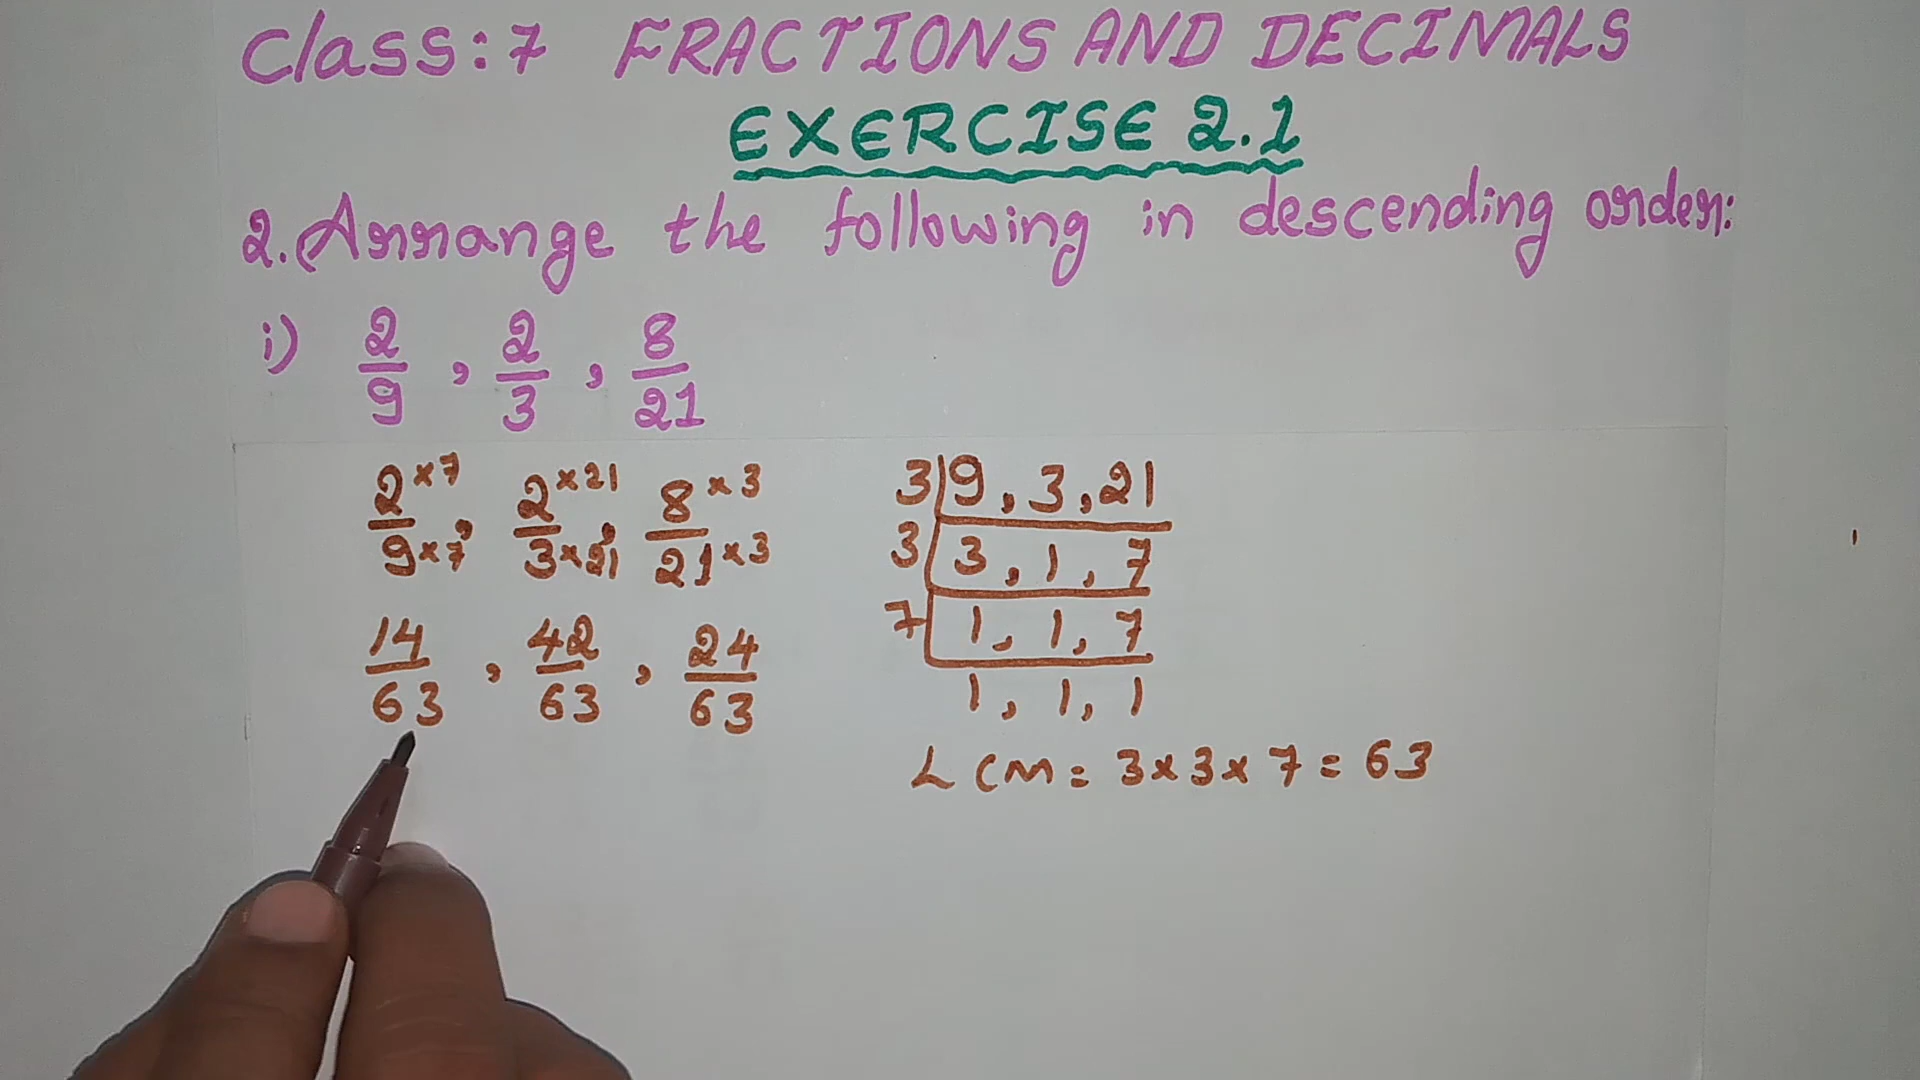 Class:7 FRACTIONS AND DECIMALS
EXERCISE 2.1
2. Arrange the following in descending order:
i) 2/9 , 2/3 , 8/21
2×7/9×7 , 2×21/3×21 , 8×3/21×3
14/63 , 42/63 , 24/63
3|9, 3, 21
3|3, 1, 7
7|1, 1, 7
1, 1, 1
LCM = 3×3×7 = 63